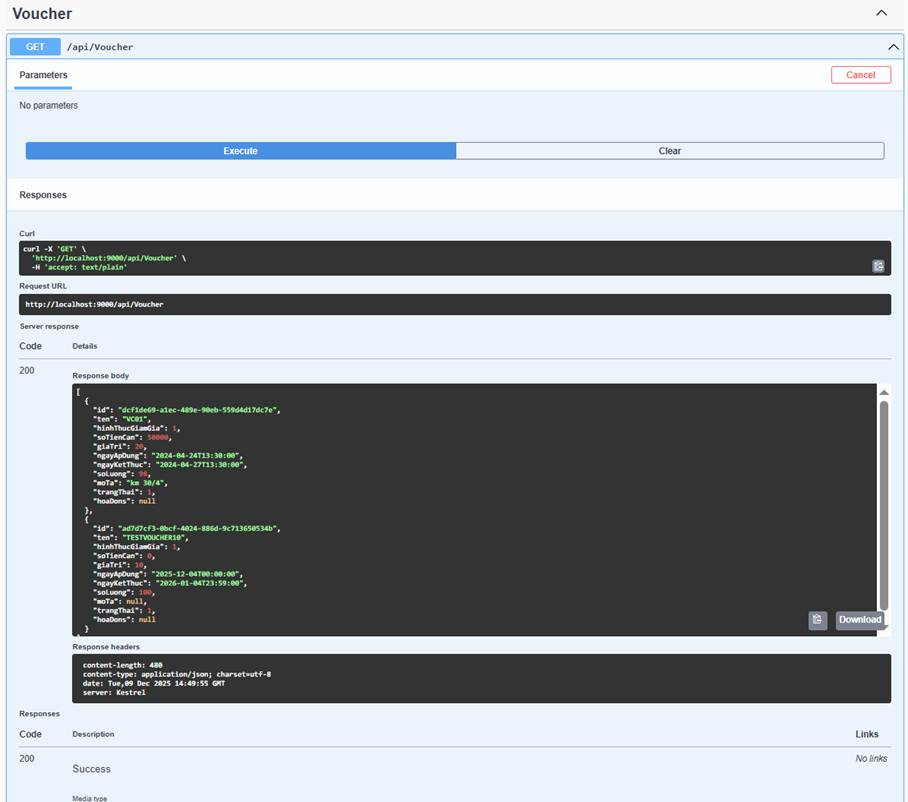 Voucher
GET /api/Voucher
Parameters
Cancel
No parameters
Execute
Clear
Responses
Curl
curl -X 'GET' \
'http://localhost:9000/api/Voucher' \
-H 'accept: text/plain'
Request URL
http://localhost:9000/api/Voucher
Server response
Code Details
200
Response body
[
{
"id": "dcf1de69-a1ec-489e-90eb-559d4d17dc7e",
"ten": "VC01",
"hinhThucGiamGia": 1,
"soTienCan": 50000,
"giaTri": 20,
"ngayApDung": "2024-04-24T13:30:00",
"ngayKetThuc": "2024-04-27T13:30:00",
"soLuong": 98,
"moTa": "km 30/4",
"trangThai": 1,
"hoaDons": null
},
{
"id": "ad7d7cf3-0bcf-4024-886d-9c713650534b",
"ten": "TESTVOUCHER10",
"hinhThucGiamGia": 1,
"soTienCan": 0,
"giaTri": 10,
"ngayApDung": "2025-12-04T00:00:00",
"ngayKetThuc": "2026-01-04T23:59:00",
"soLuong": 100,
"moTa": null,
"trangThai": 1,
"hoaDons": null
}
Download
Response headers
content-length: 480
content-type: application/json; charset=utf-8
date: Tue,09 Dec 2025 14:49:55 GMT
server: Kestrel
Responses
Code Description Links
200 No links
Success
Media type